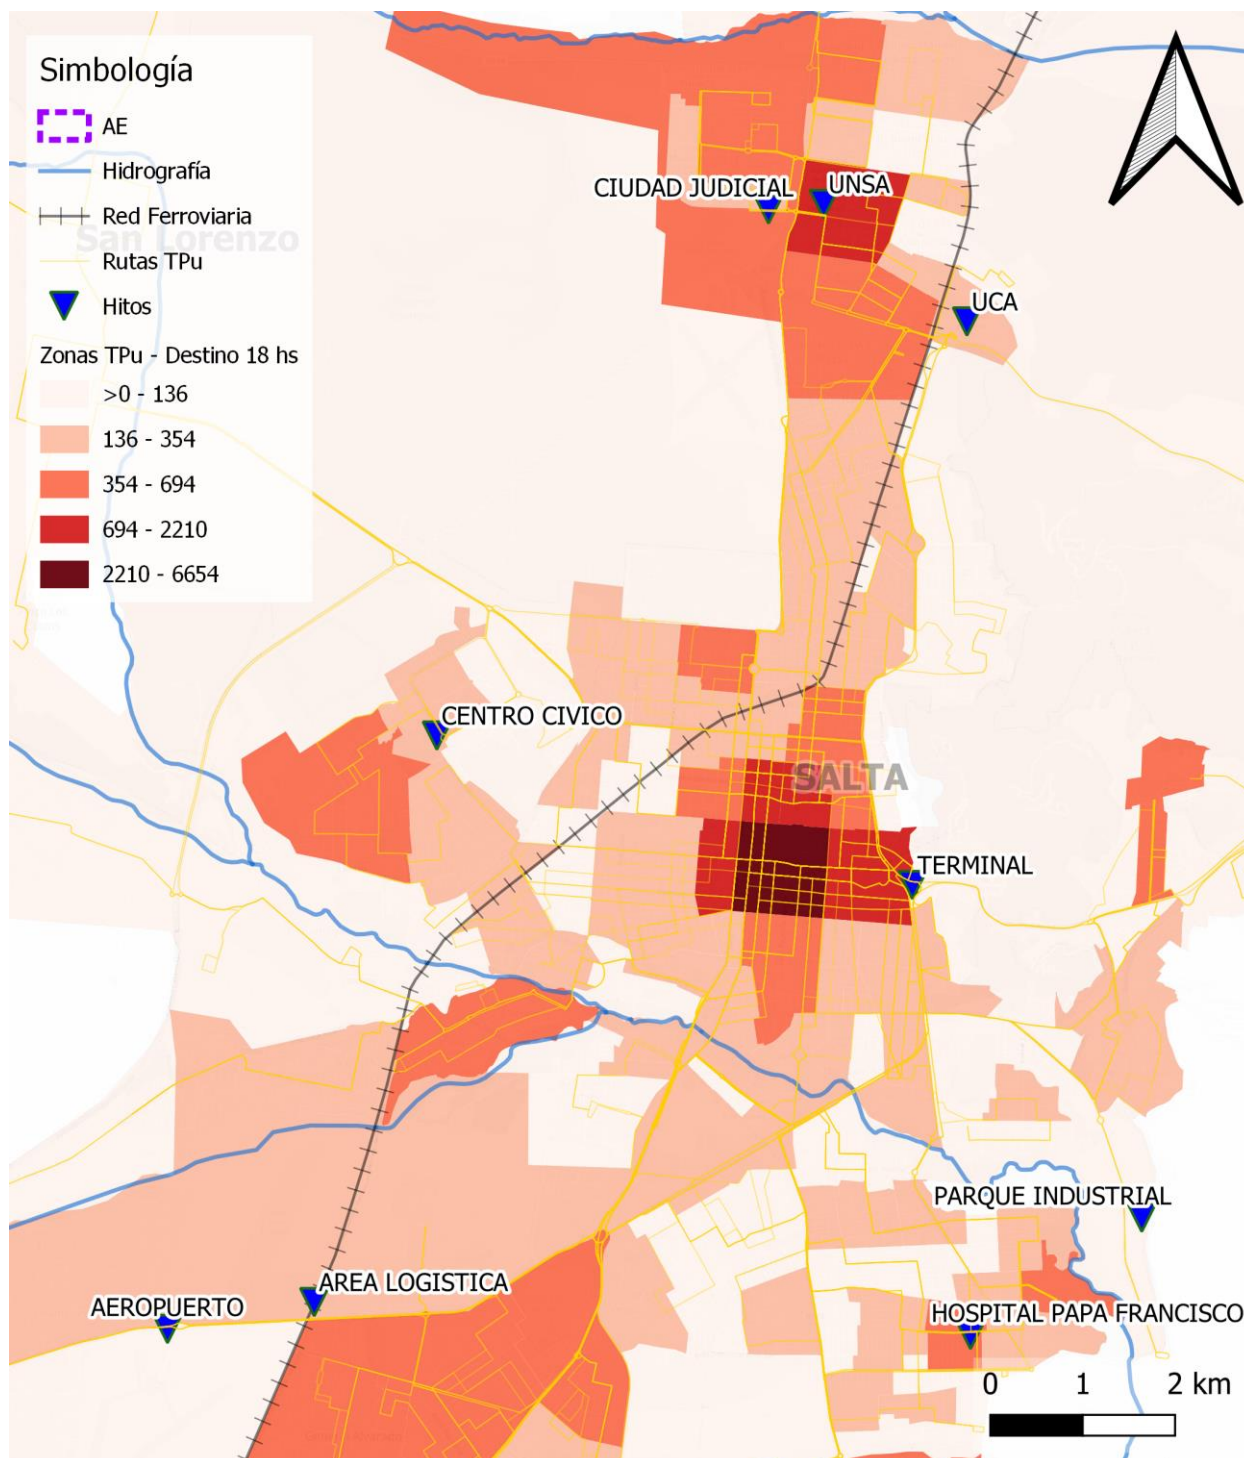 Simbología
AE
Hidrografía
Red Ferroviaria
San Lorenzo
Rutas TPu
Hitos
Zonas TPu - Destino 18 hs
>0 - 136
136 - 354
354 - 694
694 - 2210
2210 - 6654
CIUDAD JUDICIAL
UNSA
UCA
CENTRO CIVICO
SALTA
TERMINAL
PARQUE INDUSTRIAL
AREA LOGISTICA
AEROPUERTO
HOSPITAL PAPA FRANCISCO
0 1 2 km